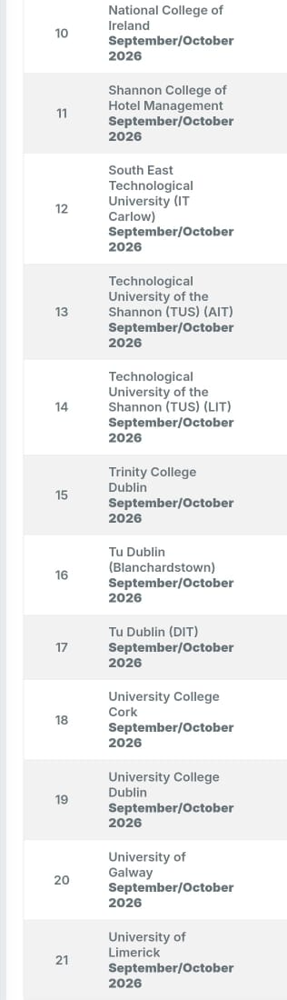 National College of
10
Ireland
September/October
2026
Shannon College of
11
Hotel Management
September/October
2026
South East
Technological
University (IT
12
Carlow)
September/October
2026
Technological
University of the
13
Shannon (TUS) (AIT)
September/October
2026
Technological
University of the
14
Shannon (TUS) (LIT)
September/October
2026
Trinity College
15
Dublin
September/October
2026
Tu Dublin
16
(Blanchardstown)
September/October
2026
Tu Dublin (DIT)
17
September/October
2026
University College
18
Cork
September/October
2026
University College
19
Dublin
September/October
2026
University of
20
Galway
September/October
2026
University of
21
Limerick
September/October
2026